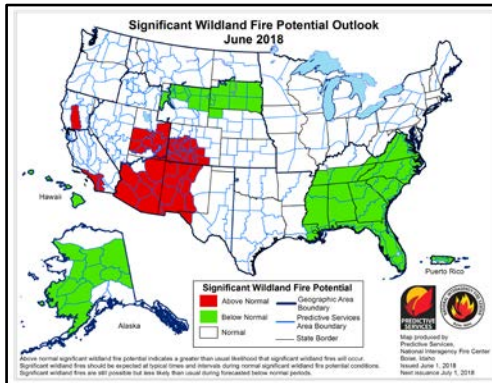 Significant Wildland Fire Potential Outlook
June 2018
Hawaii
Alaska
Puerto Rico
Significant Wildland Fire Potential
Above Normal
Below Normal
Normal
Geographic Area Boundary
Predictive Services Area Boundary
State Border
PREDICTIVE
SERVICES
Map produced by
Predictive Services,
National Interagency Fire Center
Boise, Idaho
Issued June 1, 2018
Next issuance July 1, 2018
Above normal significant wildland fire potential indicates a greater than usual likelihood that significant wildland fires will occur.
Significant wildland fires should be expected at typical times and intervals during normal significant wildland fire potential conditions.
Significant wildland fires are still possible but less likely than usual during forecasted below normal periods.